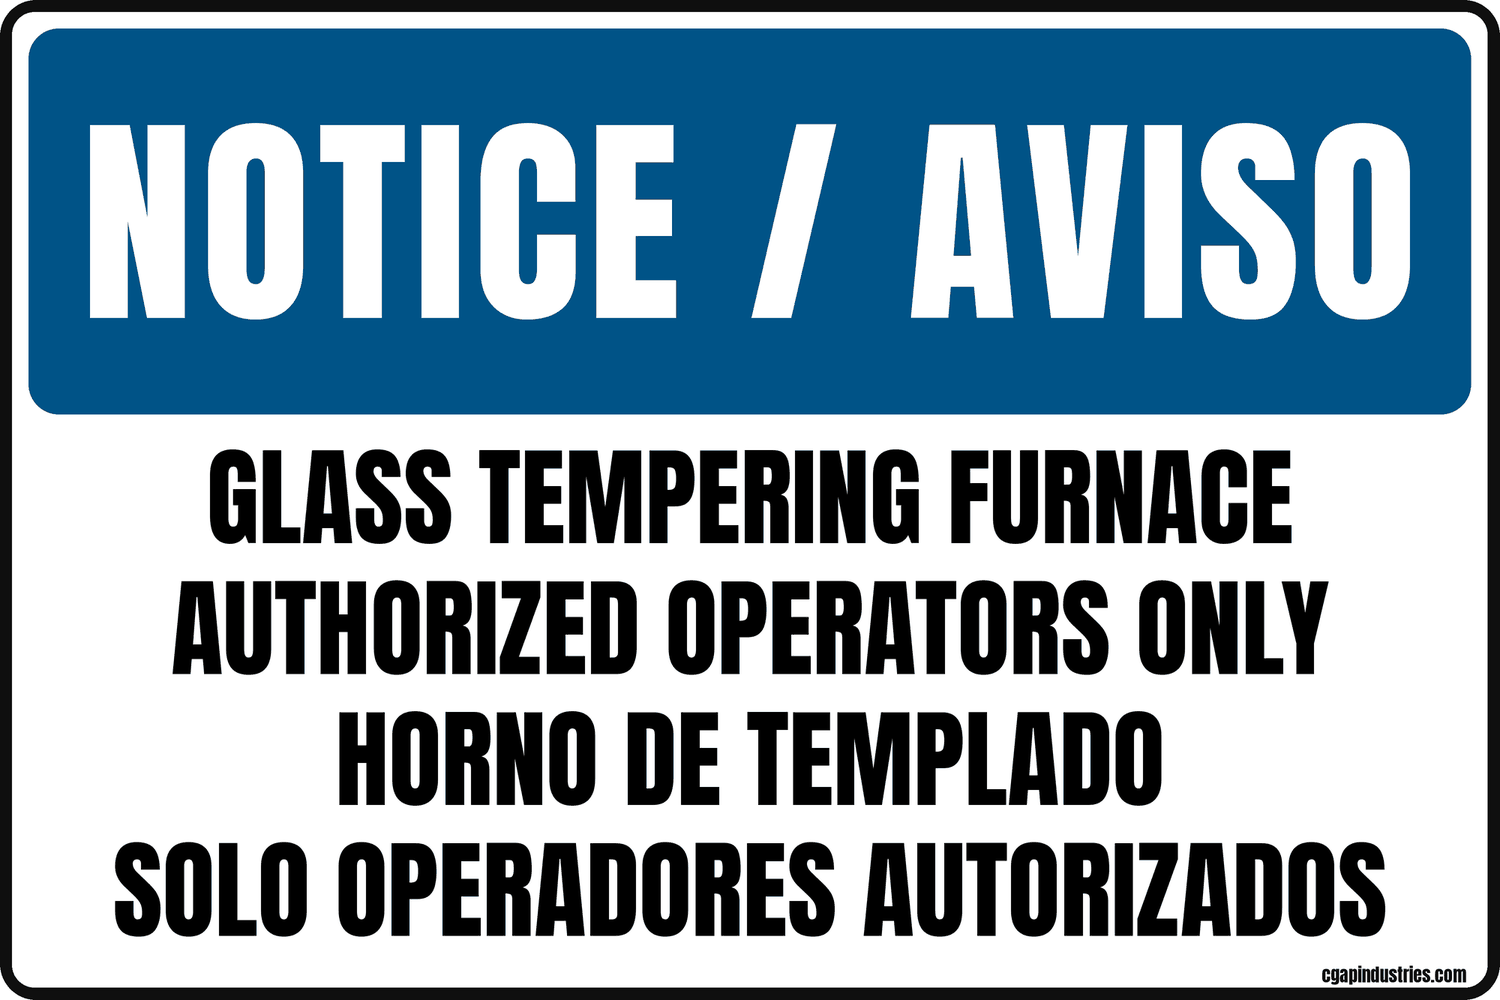 NOTICE / AVISO
GLASS TEMPERING FURNACE
AUTHORIZED OPERATORS ONLY
HORNO DE TEMPLADO
SOLO OPERADORES AUTORIZADOS
cgapindustries.com